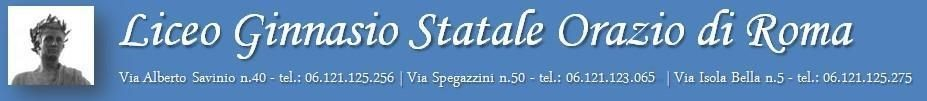 Liceo Ginnasio Statale Orazio di Roma
Via Alberto Savinio n.40 - tel.: 06.121.125.256 | Via Spegazzini n.50 - tel.: 06.121.123.065 | Via Isola Bella n.5 - tel.: 06.121.125.275